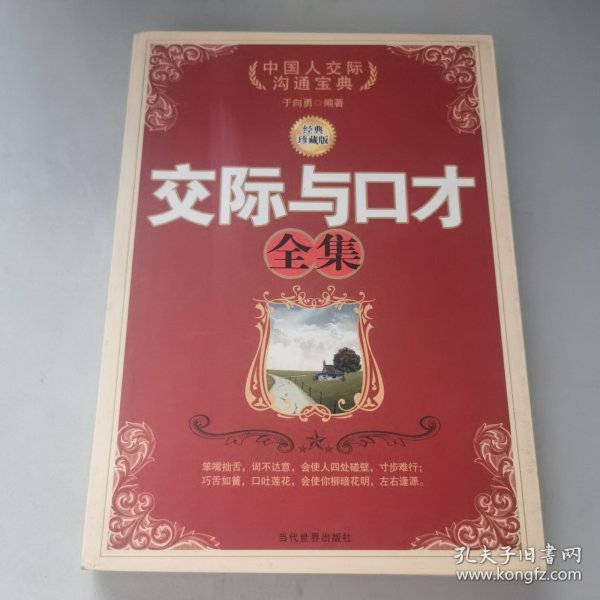 中国人交际
沟通宝典
于向勇◎编著
经典
珍藏版
交际与口才
全集
笨嘴拙舌，词不达意，会使人四处碰壁，寸步难行；
巧舌如簧，口吐莲花，会使你柳暗花明，左右逢源。
当代世界出版社
孔夫子旧书网
www.kongfz.com